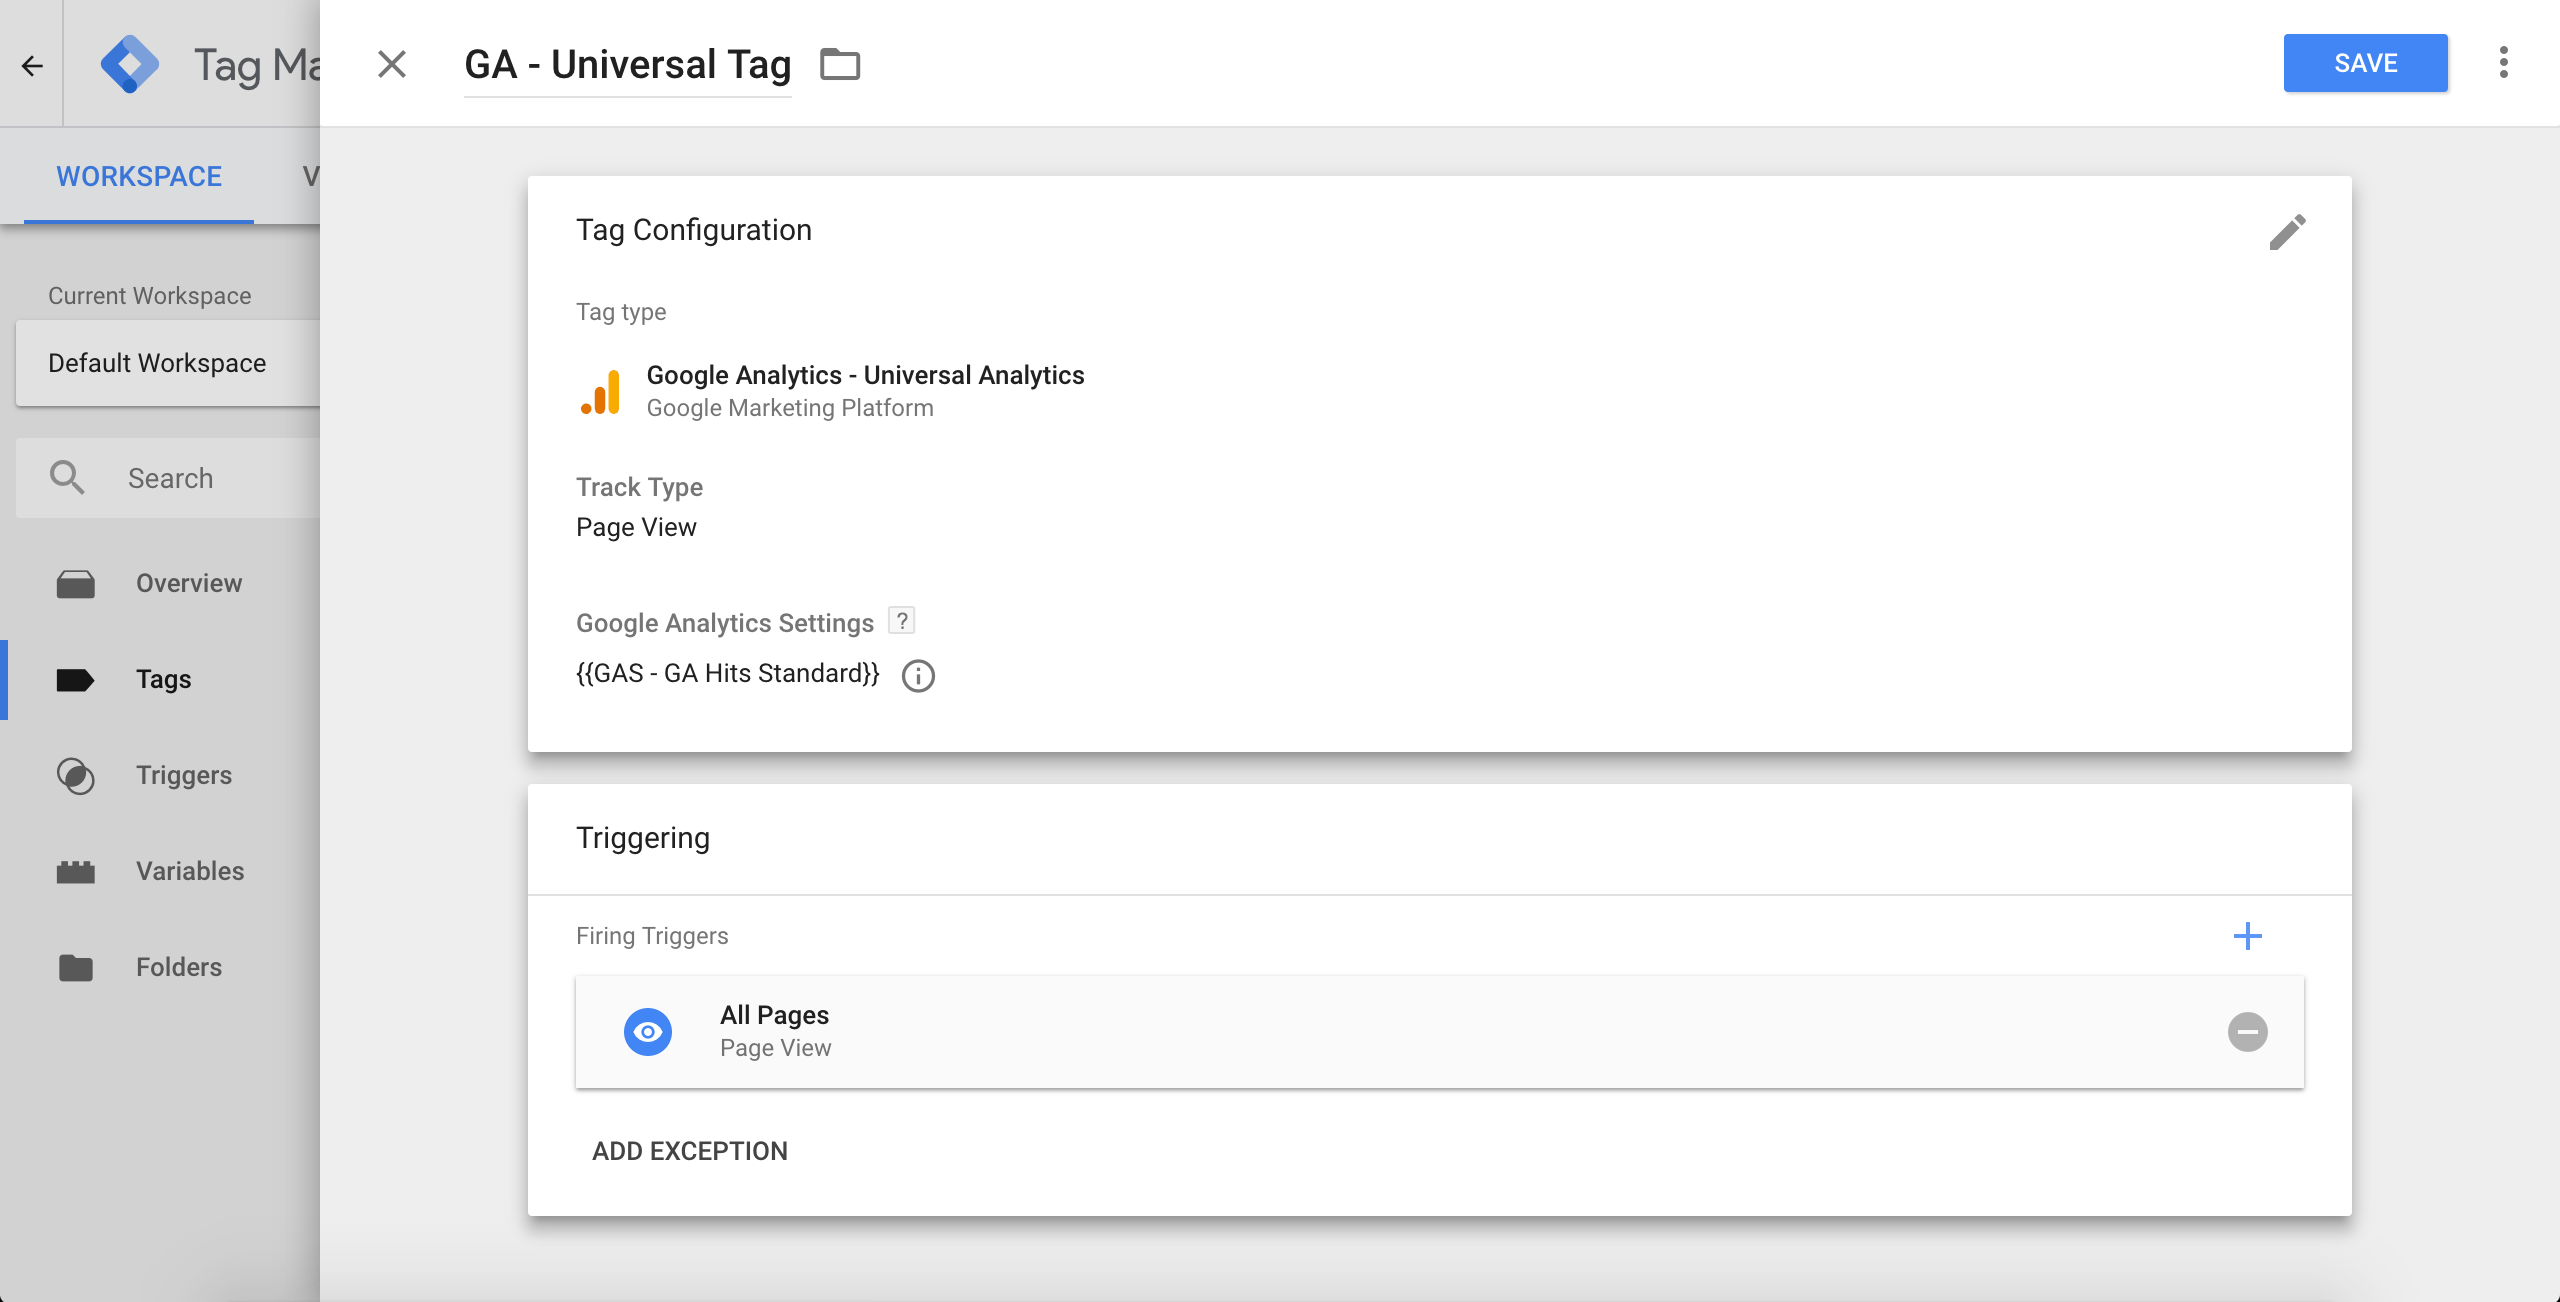 Tag Ma
GA - Universal Tag
SAVE
WORKSPACE
V
Current Workspace
Default Workspace
Search
Overview
Tags
Triggers
Variables
Folders
Tag Configuration
Tag type
Google Analytics - Universal Analytics
Google Marketing Platform
Track Type
Page View
Google Analytics Settings ?
{{GAS - GA Hits Standard}}
Triggering
Firing Triggers
All Pages
Page View
ADD EXCEPTION